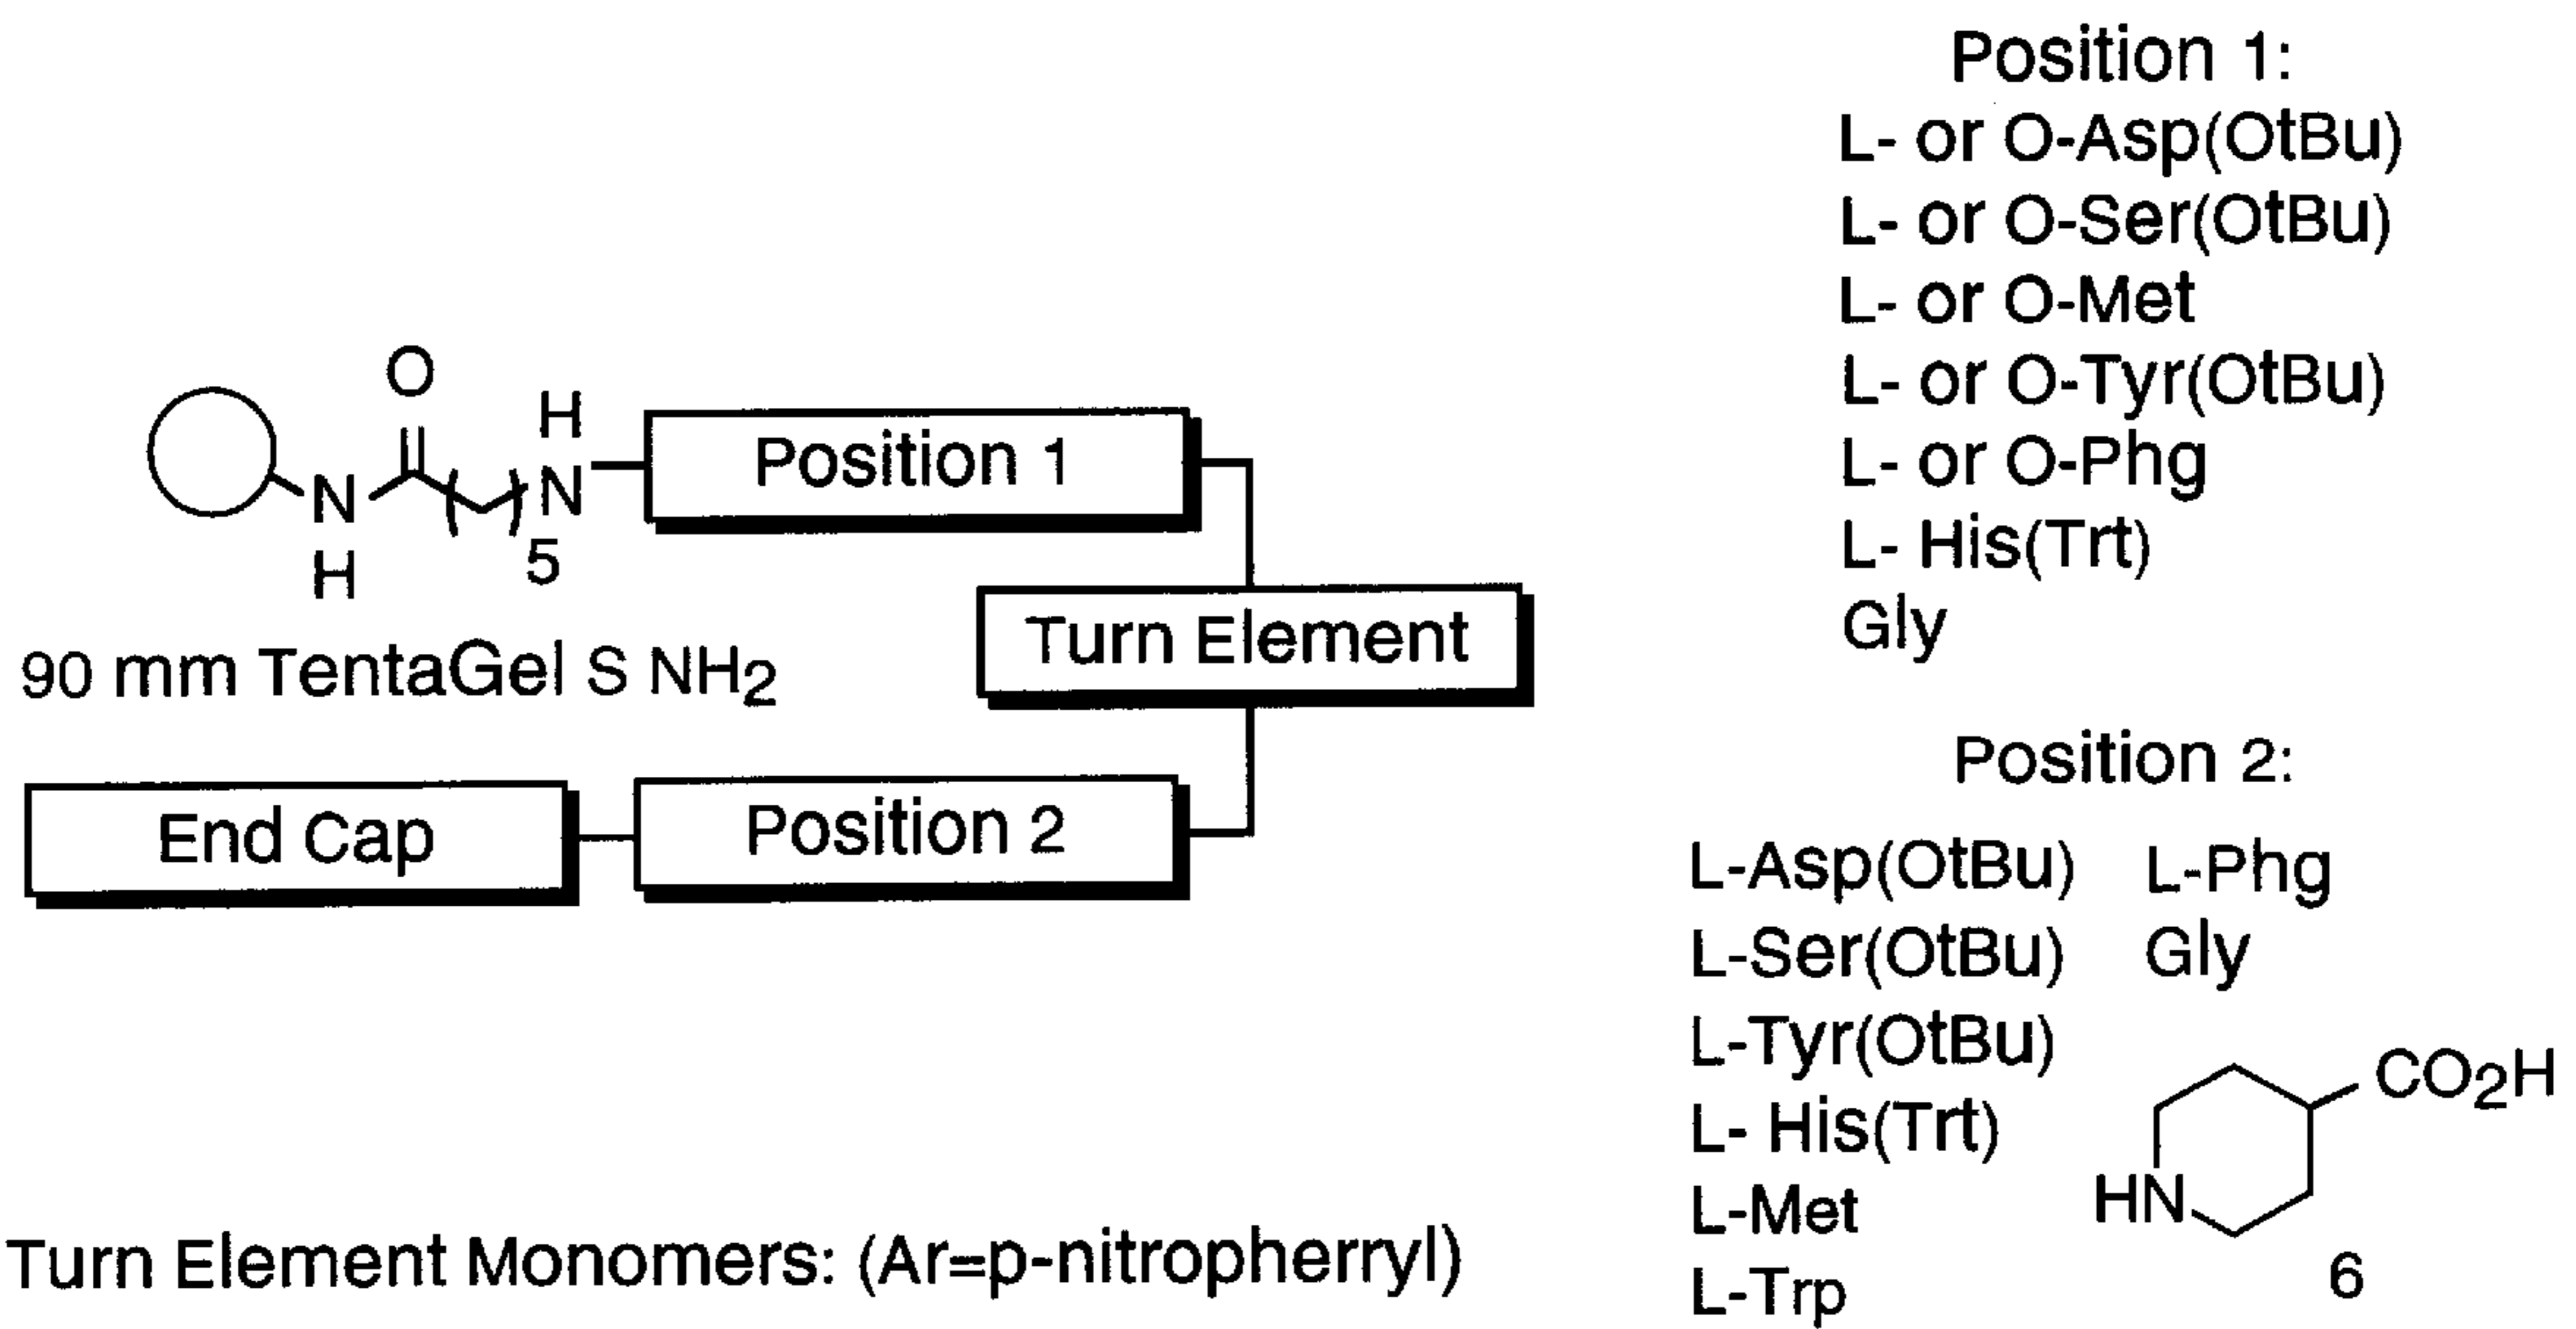 Position 1:
L- or O-Asp(OtBu)
L- or O-Ser(OtBu)
L- or O-Met
L- or O-Tyr(OtBu)
L- or O-Phg
L- His(Trt)
Gly
O
H
N
N
H
5
Position 1
Turn Element
90 mm TentaGel S NH2
End Cap
Position 2
Position 2:
L-Asp(OtBu) L-Phg
L-Ser(OtBu) Gly
L-Tyr(OtBu)
L- His(Trt)
L-Met
L-Trp
CO2H
HN
6
Turn Element Monomers: (Ar=p-nitropherryl)